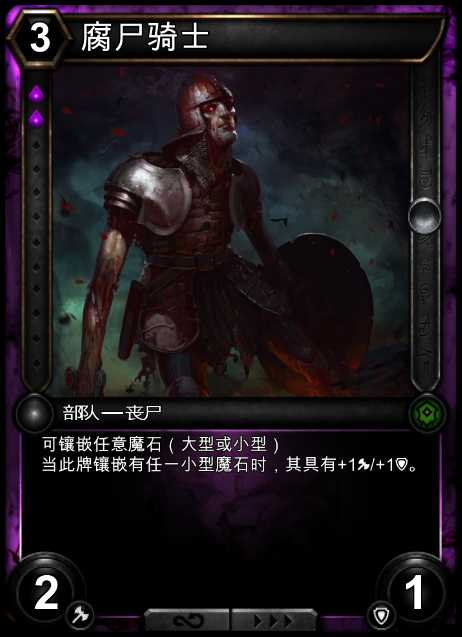 3 腐尸骑士
部队 — 丧尸
可镶嵌任意魔石（大型或小型）
当此牌镶嵌有任一小型魔石时，其具有+1/+1。
2 1